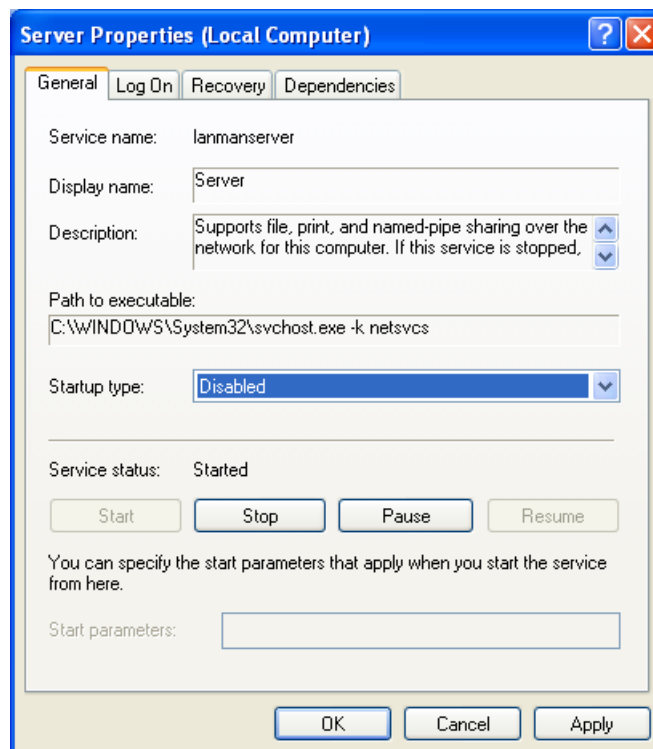 Server Properties (Local Computer)
General Log On Recovery Dependencies
Service name: lanmanserver
Display name: Server
Description: Supports file, print, and named-pipe sharing over the
network for this computer. If this service is stopped,
Path to executable:
C:\WINDOWS\System32\svchost.exe -k netsvcs
Startup type: Disabled
Service status: Started
Start Stop Pause Resume
You can specify the start parameters that apply when you start the service
from here.
Start parameters:
OK Cancel Apply